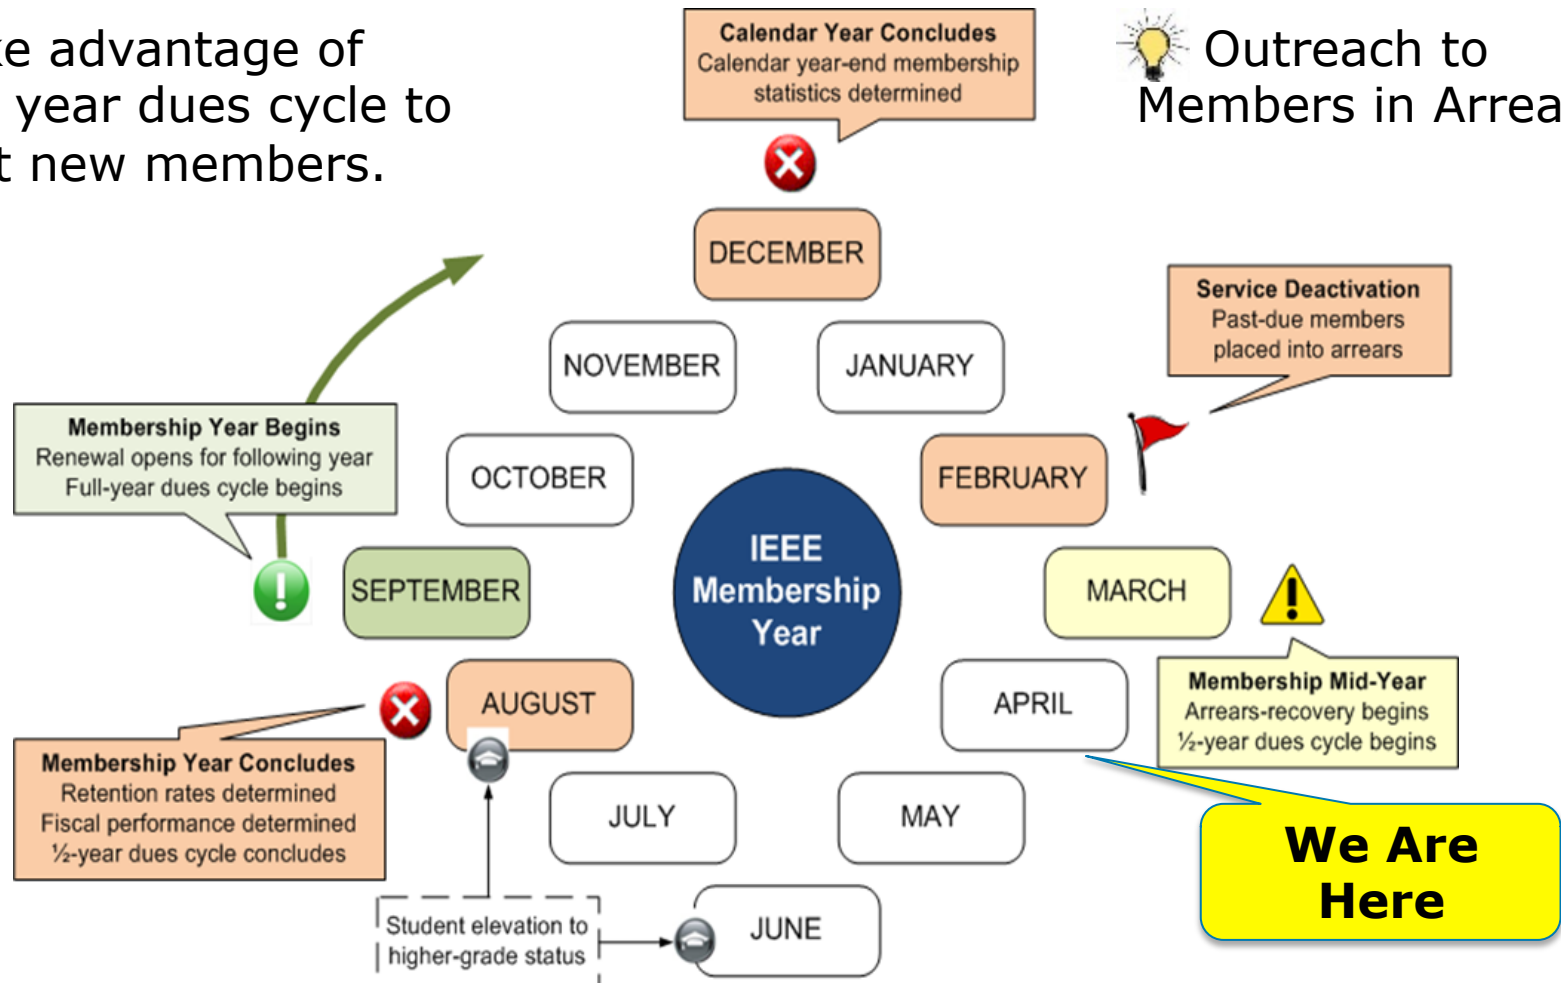 ke advantage of
year dues cycle to
t new members.
Calendar Year Concludes
Calendar year-end membership
statistics determined
Outreach to
Members in Arrea
DECEMBER
NOVEMBER
JANUARY
Service Deactivation
Past-due members
placed into arrears
Membership Year Begins
Renewal opens for following year
Full-year dues cycle begins
OCTOBER
FEBRUARY
IEEE
Membership
Year
SEPTEMBER
MARCH
AUGUST
APRIL
Membership Mid-Year
Arrears-recovery begins
½-year dues cycle begins
Membership Year Concludes
Retention rates determined
Fiscal performance determined
½-year dues cycle concludes
JULY
MAY
We Are
Here
Student elevation to
higher-grade status
JUNE